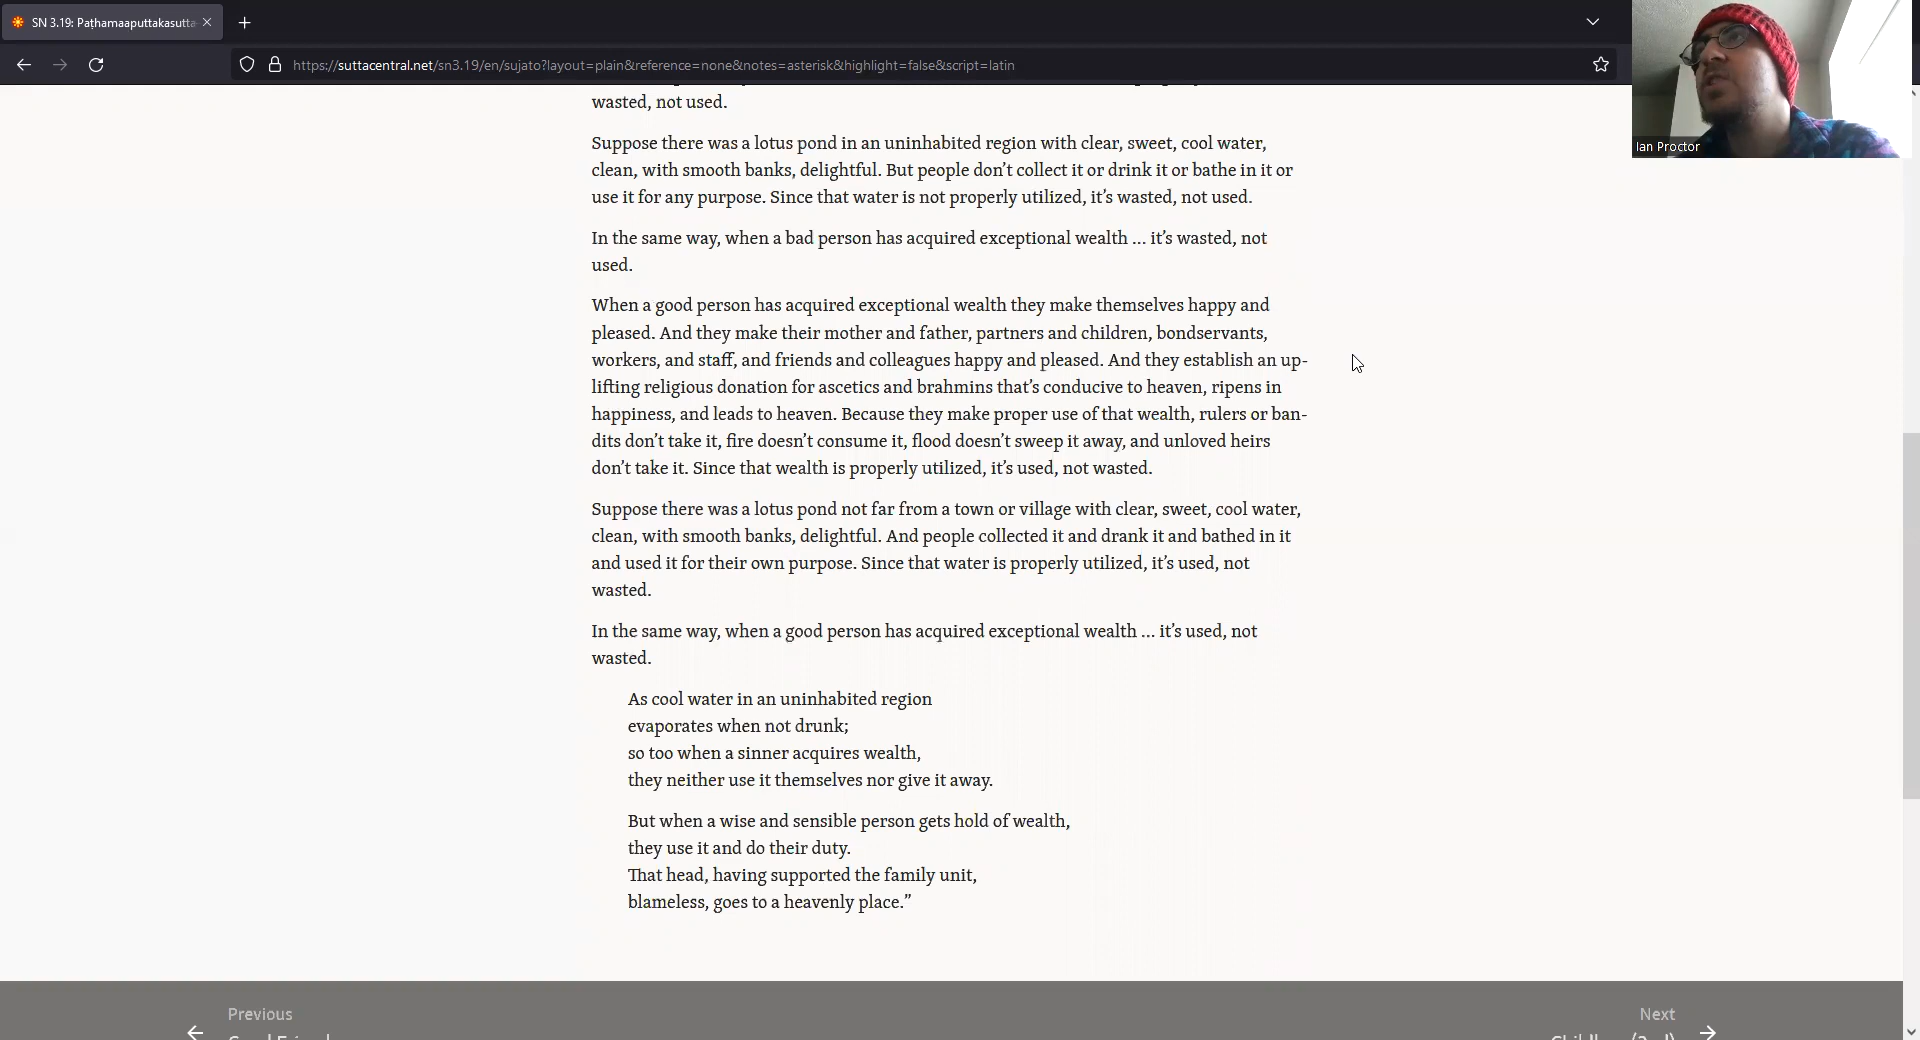 SN 3.19: Paṭhamaaputtakasutta
https://suttacentral.net/sn3.19/en/sujato?layout=plain&reference=none&notes=asterisk&highlight=false&script=latin
Ian Proctor
wasted, not used.
Suppose there was a lotus pond in an uninhabited region with clear, sweet, cool water,
clean, with smooth banks, delightful. But people don’t collect it or drink it or bathe in it or
use it for any purpose. Since that water is not properly utilized, it’s wasted, not used.
In the same way, when a bad person has acquired exceptional wealth … it’s wasted, not
used.
When a good person has acquired exceptional wealth they make themselves happy and
pleased. And they make their mother and father, partners and children, bondservants,
workers, and staff, and friends and colleagues happy and pleased. And they establish an up-
lifting religious donation for ascetics and brahmins that’s conducive to heaven, ripens in
happiness, and leads to heaven. Because they make proper use of that wealth, rulers or ban-
dits don’t take it, fire doesn’t consume it, flood doesn’t sweep it away, and unloved heirs
don’t take it. Since that wealth is properly utilized, it’s used, not wasted.
Suppose there was a lotus pond not far from a town or village with clear, sweet, cool water,
clean, with smooth banks, delightful. And people collected it and drank it and bathed in it
and used it for their own purpose. Since that water is properly utilized, it’s used, not
wasted.
In the same way, when a good person has acquired exceptional wealth … it’s used, not
wasted.
As cool water in an uninhabited region
evaporates when not drunk;
so too when a sinner acquires wealth,
they neither use it themselves nor give it away.
But when a wise and sensible person gets hold of wealth,
they use it and do their duty.
That head, having supported the family unit,
blameless, goes to a heavenly place.”
Previous
Next